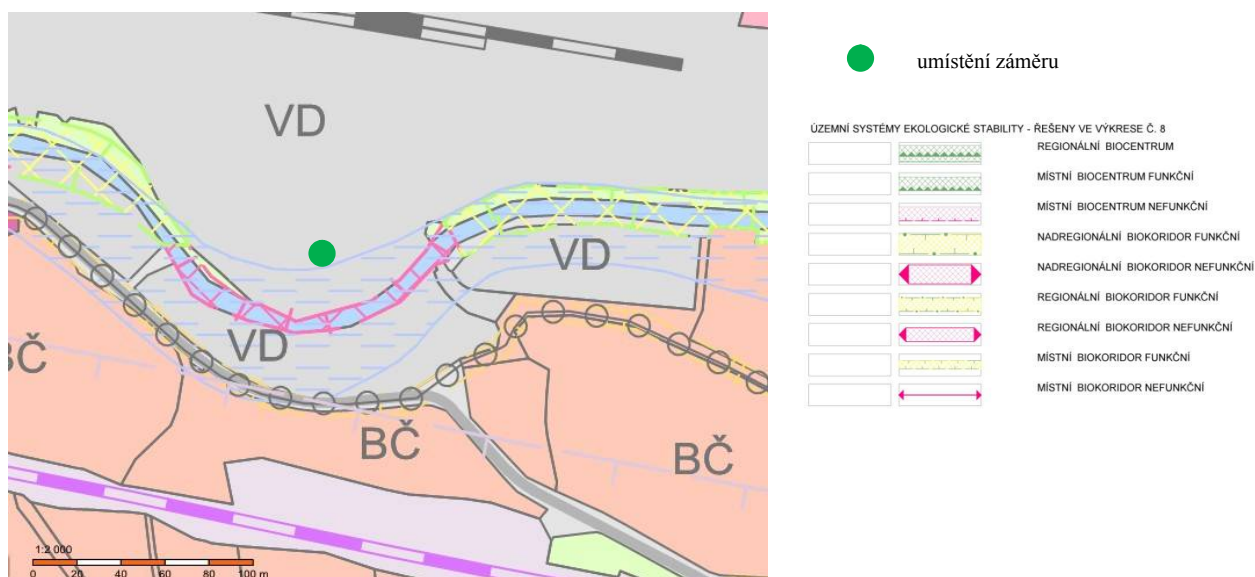 VD
VD
VD
BČ
BČ
BČ
1:2 000
0 20 40 60 80 100 m
umístění záměru
ÚZEMNÍ SYSTÉMY EKOLOGICKÉ STABILITY - ŘEŠENY VE VÝKRESE Č. 8
REGIONÁLNÍ BIOCENTRUM
MÍSTNÍ BIOCENTRUM FUNKČNÍ
MÍSTNÍ BIOCENTRUM NEFUNKČNÍ
NADREGIONÁLNÍ BIOKORIDOR FUNKČNÍ
NADREGIONÁLNÍ BIOKORIDOR NEFUNKČNÍ
REGIONÁLNÍ BIOKORIDOR FUNKČNÍ
REGIONÁLNÍ BIOKORIDOR NEFUNKČNÍ
MÍSTNÍ BIOKORIDOR FUNKČNÍ
MÍSTNÍ BIOKORIDOR NEFUNKČNÍ